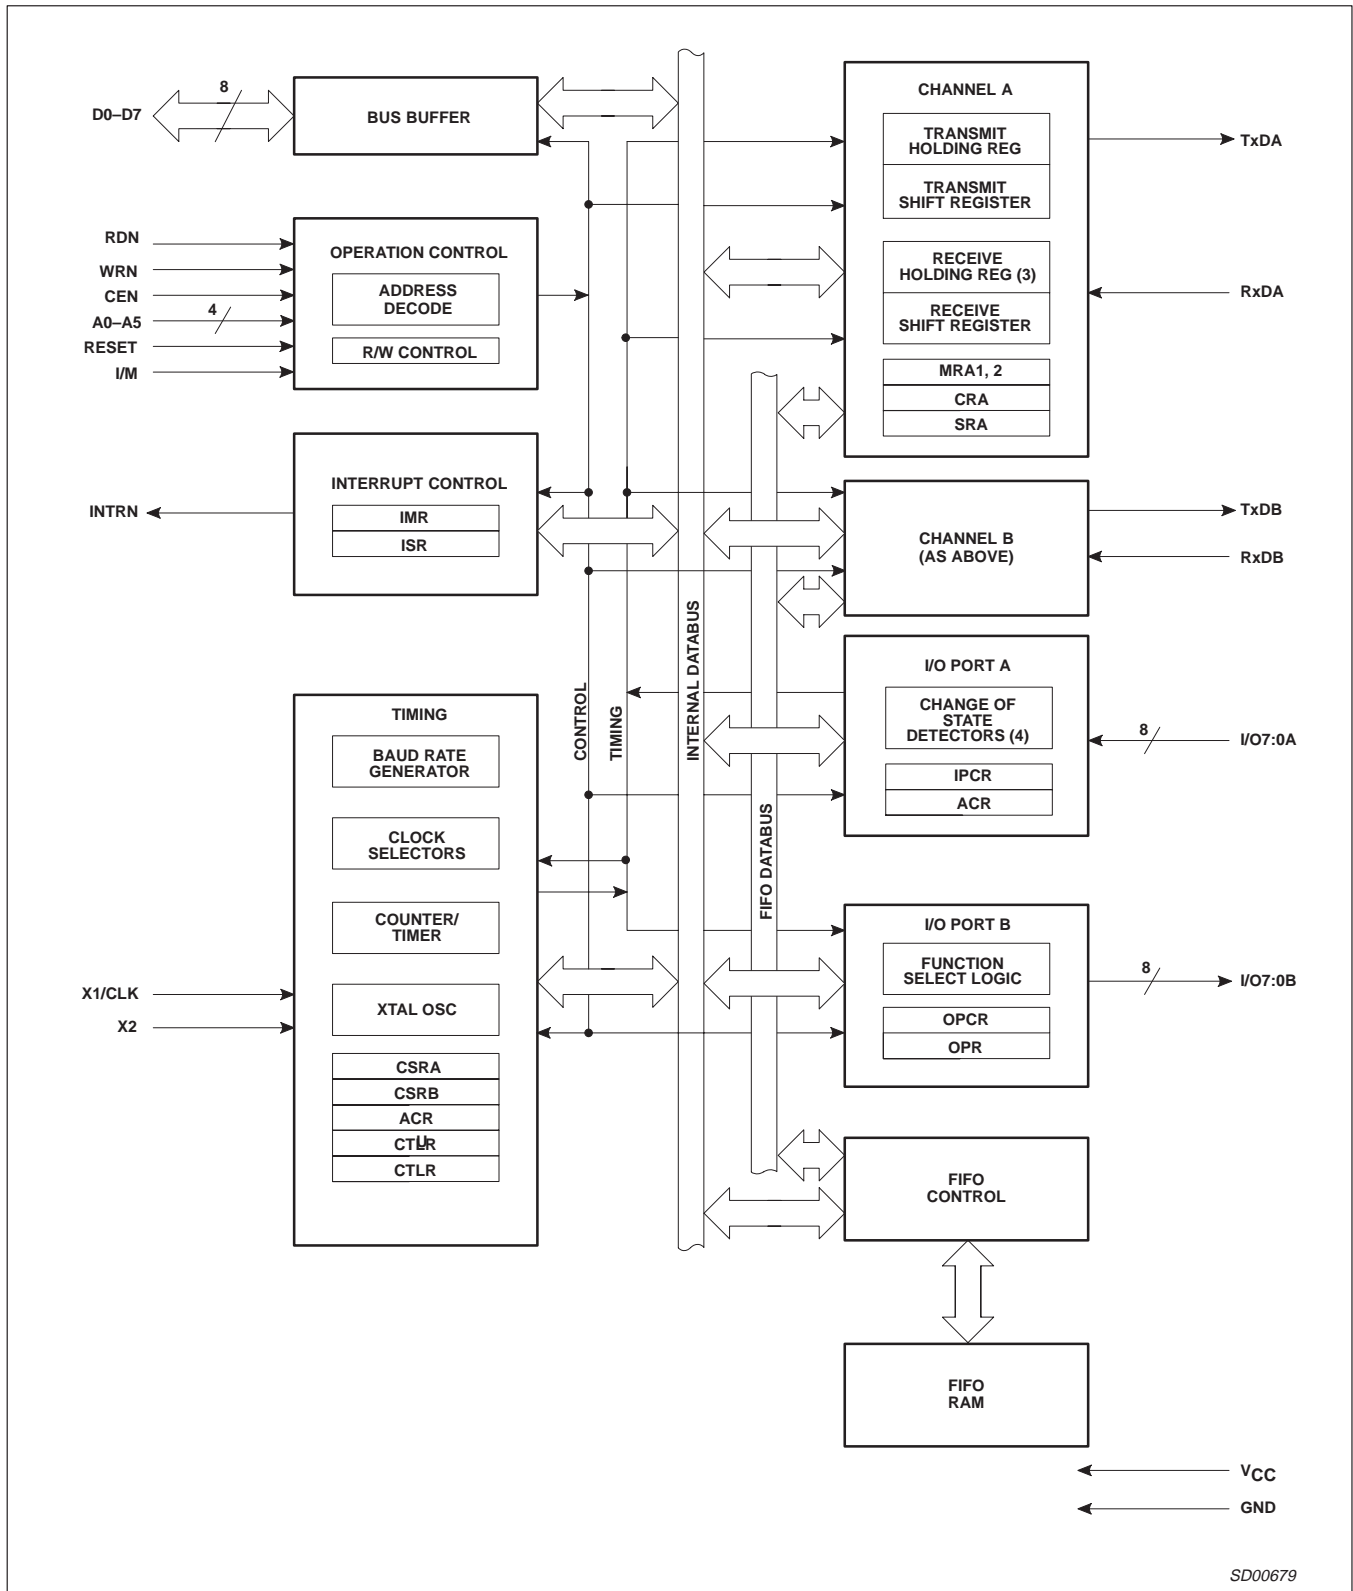 D0–D7
8
BUS BUFFER
RDN
WRN
CEN
A0–A5
4
RESET
I/M
OPERATION CONTROL
ADDRESS
DECODE
R/W CONTROL
INTRN
INTERRUPT CONTROL
IMR
ISR
TIMING
BAUD RATE
GENERATOR
CLOCK
SELECTORS
COUNTER/
TIMER
XTAL OSC
CSRA
CSRB
ACR
CTLR
CTLR
X1/CLK
X2
CONTROL
TIMING
INTERNAL DATABUS
FIFO DATABUS
CHANNEL A
TRANSMIT
HOLDING REG
TRANSMIT
SHIFT REGISTER
RECEIVE
HOLDING REG (3)
RECEIVE
SHIFT REGISTER
MRA1, 2
CRA
SRA
TxDA
RxDA
CHANNEL B
(AS ABOVE)
TxDB
RxDB
I/O PORT A
CHANGE OF
STATE
DETECTORS (4)
IPCR
ACR
8
I/O7:0A
I/O PORT B
FUNCTION
SELECT LOGIC
OPCR
OPR
8
I/O7:0B
FIFO
CONTROL
FIFO
RAM
VCC
GND
SD00679